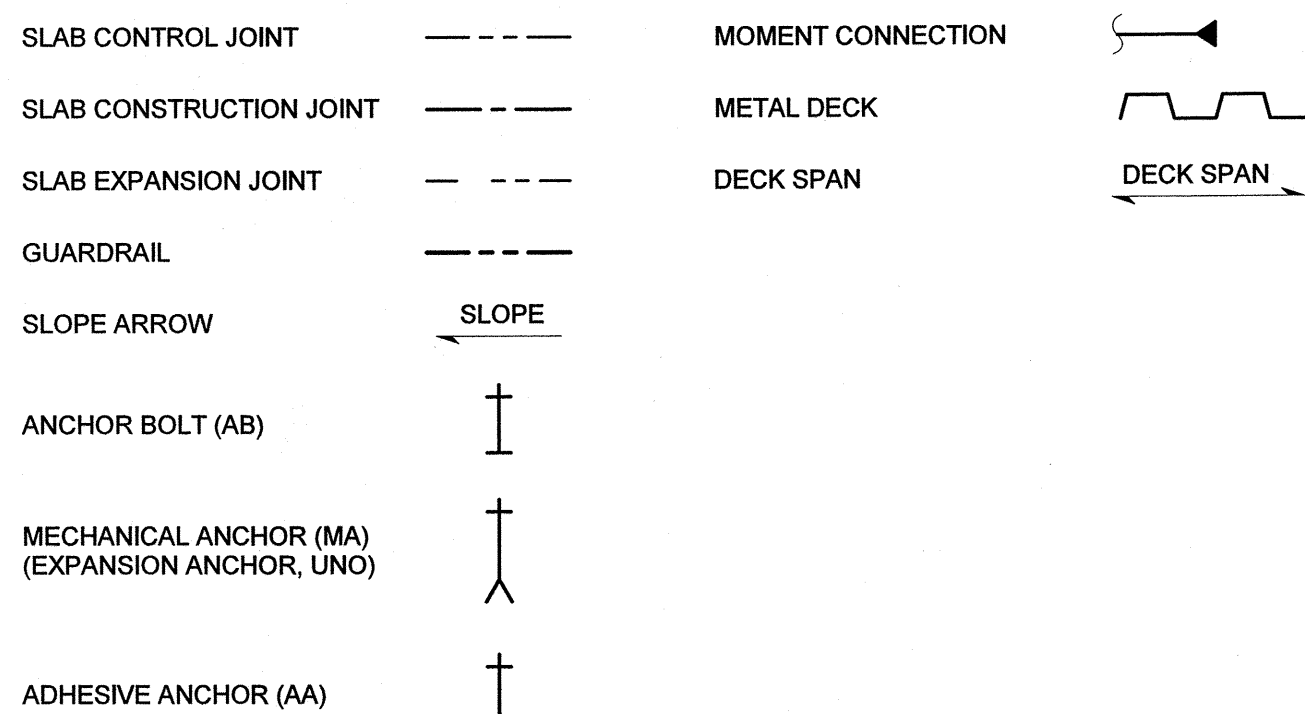 SLAB CONTROL JOINT
SLAB CONSTRUCTION JOINT
SLAB EXPANSION JOINT
GUARDRAIL
SLOPE ARROW
SLOPE
ANCHOR BOLT (AB)
MECHANICAL ANCHOR (MA)
(EXPANSION ANCHOR, UNO)
ADHESIVE ANCHOR (AA)
MOMENT CONNECTION
METAL DECK
DECK SPAN
DECK SPAN